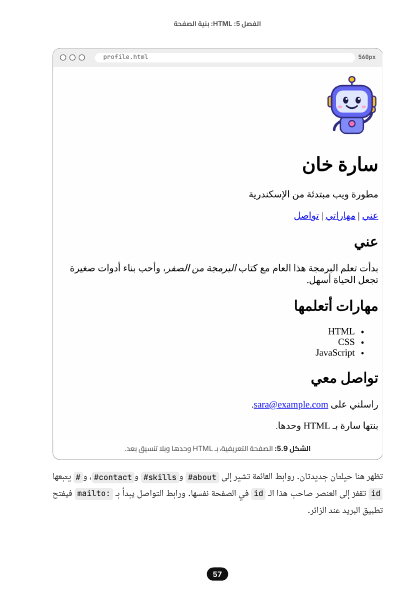 الفصل 5: HTML: بنية الصفحة
profile.html
560px
سارة خان
مطورة ويب مبتدئة من الإسكندرية
عني | مهاراتي | تواصل
عني
بدأت تعلم البرمجة هذا العام مع كتاب البرمجة من الصفر، وأحب بناء أدوات صغيرة
تجعل الحياة أسهل.
مهارات أتعلمها
HTML
CSS
JavaScript
تواصل معي
راسلني على sara@example.com.
بنتها سارة بـ HTML وحدها.
الشكل 5.9: الصفحة التعريفية، بـ HTML وحدها وبلا تنسيق بعد.
تظهر هنا حيلتان جديدتان. روابط القائمة تشير إلى #about و #skills و #contact، و # يتبعها
id تقفز إلى العنصر صاحب هذا الـ id في الصفحة نفسها. ورابط التواصل يبدأ بـ mailto: فيفتح
تطبيق البريد عند الزائر.
57